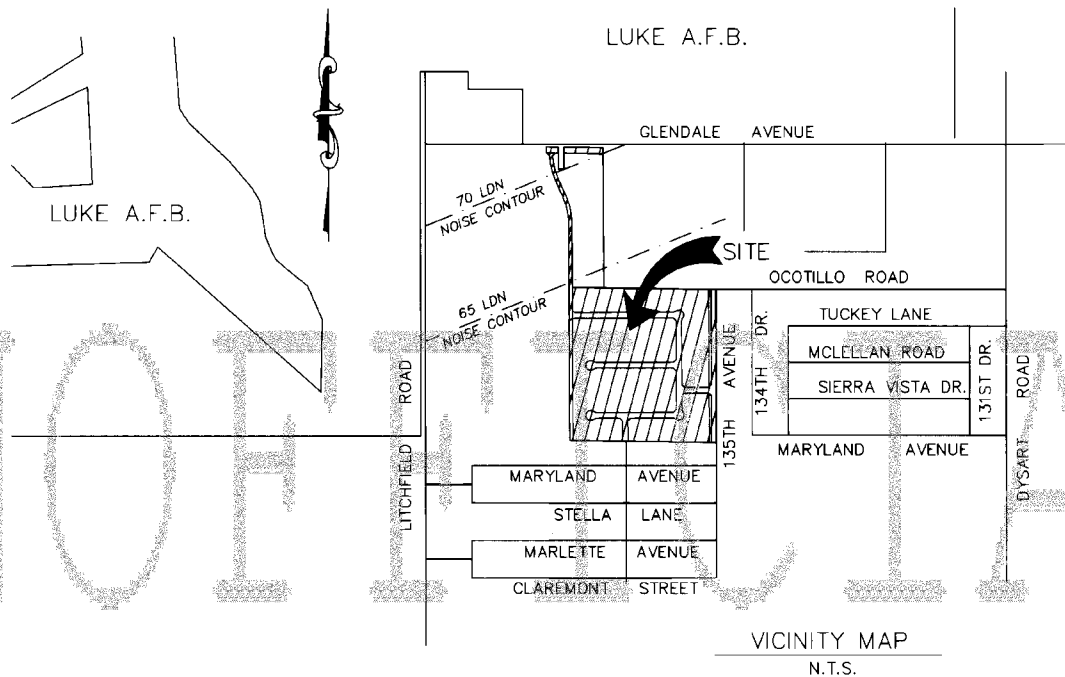 LUKE A.F.B.
GLENDALE AVENUE
70 LDN
NOISE CONTOUR
LUKE A.F.B.
SITE
OCOTILLO ROAD
65 LDN
NOISE CONTOUR
TUCKEY LANE
MCLELLAN ROAD
SIERRA VISTA DR.
LITCHFIELD ROAD
135TH AVENUE
134TH DR.
131ST DR.
DYSART ROAD
MARYLAND AVENUE
MARYLAND AVENUE
STELLA LANE
MARLETTE AVENUE
CLAREMONT STREET
VICINITY MAP
N.T.S.